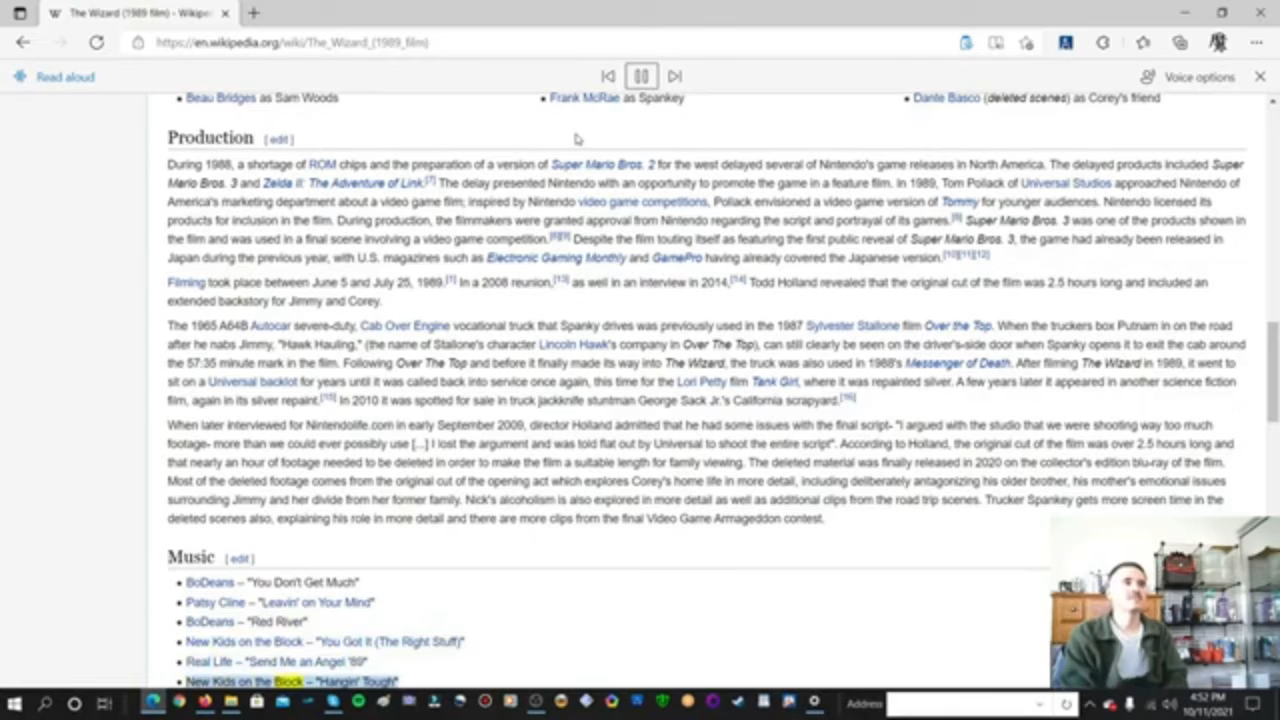 The Wizard (1989 film) - Wikipe
https://en.wikipedia.org/wiki/The_Wizard_(1989_film)
Read aloud
Voice options
• Beau Bridges as Sam Woods
• Frank McRae as Spankey
• Dante Basco (deleted scenes) as Corey's friend
Production [ edit ]
During 1988, a shortage of ROM chips and the preparation of a version of Super Mario Bros. 2 for the west delayed several of Nintendo's game releases in North America. The delayed products included Super
Mario Bros. 3 and Zelda II: The Adventure of Link.[7] The delay presented Nintendo with an opportunity to promote the game in a feature film. In 1989, Tom Pollack of Universal Studios approached Nintendo of
America's marketing department about a video game film; inspired by Nintendo video game competitions, Pollack envisioned a video game version of Tommy for younger audiences. Nintendo licensed its
products for inclusion in the film. During production, the filmmakers were granted approval from Nintendo regarding the script and portrayal of its games.[8] Super Mario Bros. 3 was one of the products shown in
the film and was used in a final scene involving a video game competition.[8][9] Despite the film touting itself as featuring the first public reveal of Super Mario Bros. 3, the game had already been released in
Japan during the previous year, with U.S. magazines such as Electronic Gaming Monthly and GamePro having already covered the Japanese version.[10][11][12]
Filming took place between June 5 and July 25, 1989.[1] In a 2008 reunion,[13] as well in an interview in 2014,[14] Todd Holland revealed that the original cut of the film was 2.5 hours long and included an
extended backstory for Jimmy and Corey.
The 1965 A64B Autocar severe-duty, Cab Over Engine vocational truck that Spanky drives was previously used in the 1987 Sylvester Stallone film Over the Top. When the truckers box Putnam in on the road
after he nabs Jimmy, "Hawk Hauling," (the name of Stallone's character Lincoln Hawk's company in Over The Top), can still clearly be seen on the driver's-side door when Spanky opens it to exit the cab around
the 57:35 minute mark in the film. Following Over The Top and before it finally made its way into The Wizard, the truck was also used in 1988's Messenger of Death. After filming The Wizard in 1989, it went to
sit on a Universal backlot for years until it was called back into service once again, this time for the Lori Petty film Tank Girl, where it was repainted silver. A few years later it appeared in another science fiction
film, again in its silver repaint.[15] In 2010 it was spotted for sale in truck jackknife stuntman George Sack Jr.'s California scrapyard.[16]
When later interviewed for Nintendolife.com in early September 2009, director Holland admitted that he had some issues with the final script- "I argued with the studio that we were shooting way too much
footage- more than we could ever possibly use [...] I lost the argument and was told flat out by Universal to shoot the entire script". According to Holland, the original cut of the film was over 2.5 hours long and
that nearly an hour of footage needed to be deleted in order to make the film a suitable length for family viewing. The deleted material was finally released in 2020 on the collector's edition blu-ray of the film.
Most of the deleted footage comes from the original cut of the opening act which explores Corey's home life in more detail, including deliberately antagonizing his older brother, his mother's emotional issues
surrounding Jimmy and her divide from her former family. Nick's alcoholism is also explored in more detail as well as additional clips from the road trip scenes. Trucker Spankey gets more screen time in the
deleted scenes also, explaining his role in more detail and there are more clips from the final Video Game Armageddon contest.
Music [ edit ]
• BoDeans – "You Don't Get Much"
• Patsy Cline – "Leavin' on Your Mind"
• BoDeans – "Red River"
• New Kids on the Block – "You Got It (The Right Stuff)"
• Real Life – "Send Me an Angel '89"
• New Kids on the Block – "Hangin' Tough"
Address
4:52 PM
10/11/2021